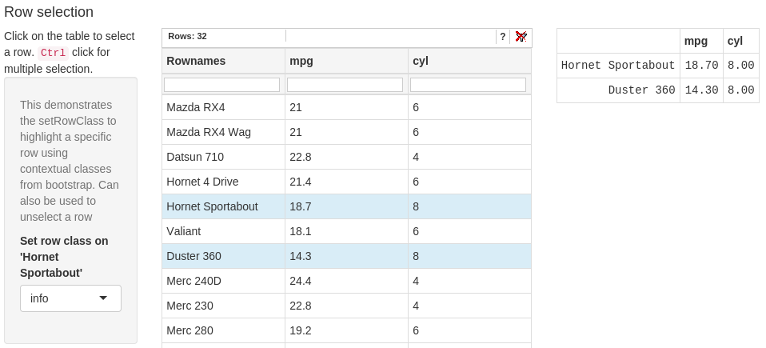 Row selection
Click on the table to select
a row. Ctrl click for
multiple selection.
This demonstrates
the setRowClass to
highlight a specific
row using
contextual classes
from bootstrap. Can
also be used to
unselect a row
Set row class on
'Hornet
Sportabout'
info
Rows: 32 ?
Rownames mpg cyl
Mazda RX4 21 6
Mazda RX4 Wag 21 6
Datsun 710 22.8 4
Hornet 4 Drive 21.4 6
Hornet Sportabout 18.7 8
Valiant 18.1 6
Duster 360 14.3 8
Merc 240D 24.4 4
Merc 230 22.8 4
Merc 280 19.2 6
mpg cyl
Hornet Sportabout 18.70 8.00
Duster 360 14.30 8.00